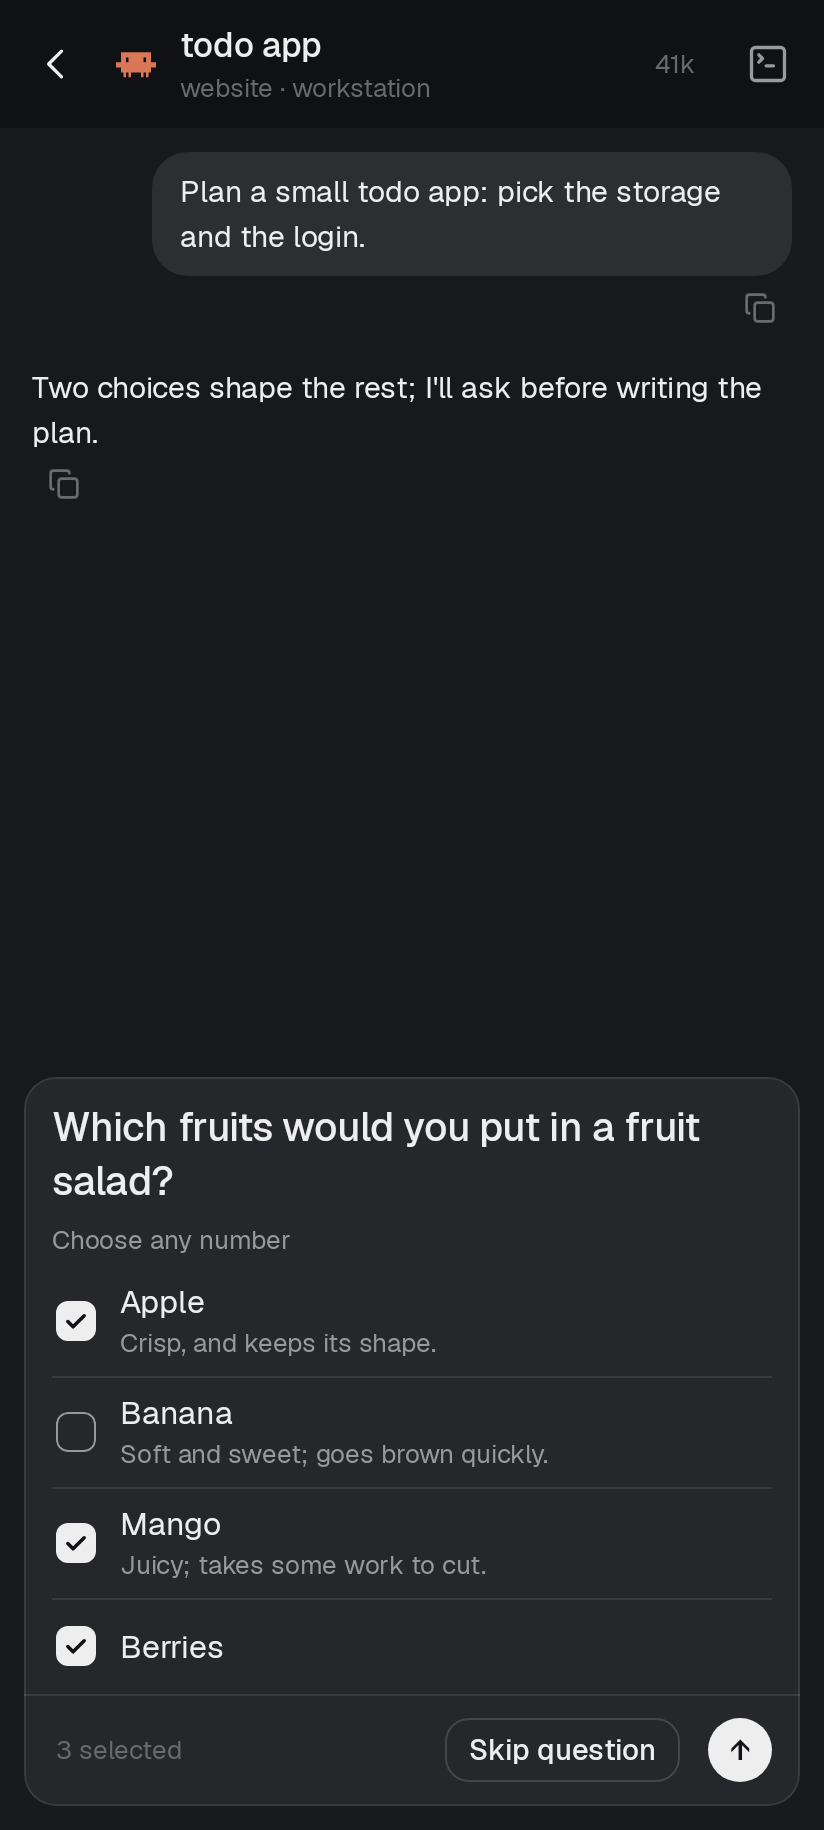 todo app
website · workstation
41k
Plan a small todo app: pick the storage
and the login.
Two choices shape the rest; I'll ask before writing the
plan.
Which fruits would you put in a fruit
salad?
Choose any number
Apple
Crisp, and keeps its shape.
Banana
Soft and sweet; goes brown quickly.
Mango
Juicy; takes some work to cut.
Berries
3 selected
Skip question